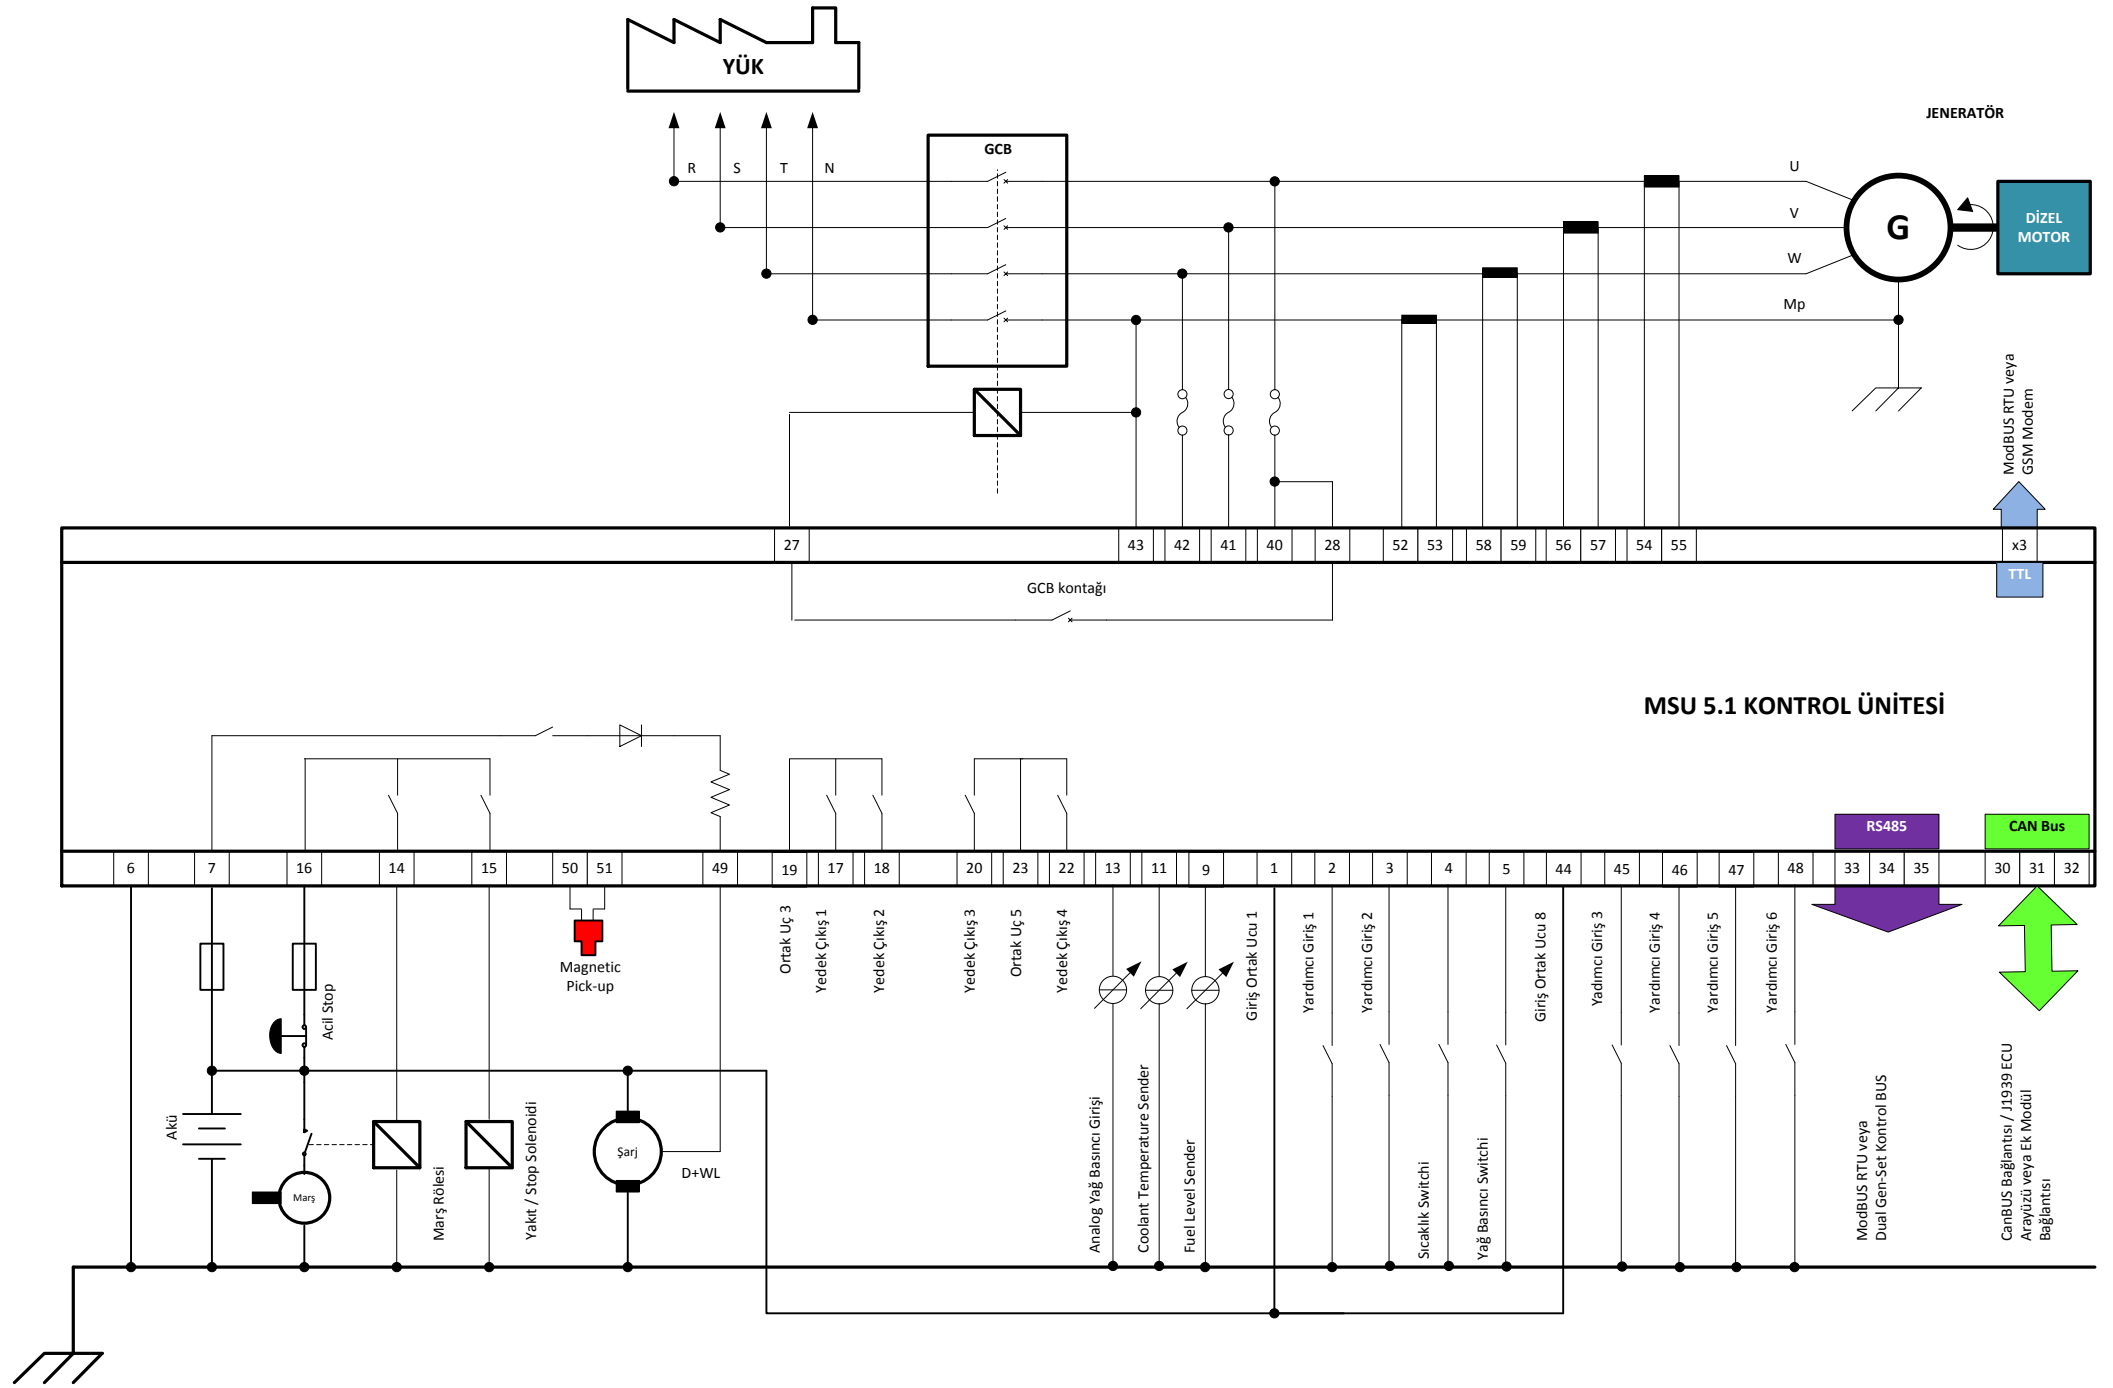 YÜK
JENERATÖR
GCB
R
S
T
N
U
V
W
Mp
G
DİZEL
MOTOR
ModBUS RTU veya
GSM Modem
27
43
42
41
40
28
52
53
58
59
56
57
54
55
x3
TTL
GCB kontağı
MSU 5.1 KONTROL ÜNİTESİ
RS485
CAN Bus
6
7
16
14
15
50
51
49
19
17
18
20
23
22
13
11
9
1
2
3
4
5
44
45
46
47
48
33
34
35
30
31
32
Magnetic
Pick-up
Ortak Uç 3
Yedek Çıkış 1
Yedek Çıkış 2
Yedek Çıkış 3
Ortak Uç 5
Yedek Çıkış 4
Giriş Ortak Ucu 1
Yardımcı Giriş 1
Yardımcı Giriş 2
Giriş Ortak Ucu 8
Yadımcı Giriş 3
Yardımcı Giriş 4
Yardımcı Giriş 5
Yardımcı Giriş 6
Acil Stop
Akü
Marş
Marş Rölesi
Yakıt / Stop Solenoidi
Şarj
D+WL
Analog Yağ Basıncı Girişi
Coolant Temperature Sender
Fuel Level Sender
Sıcaklık Switchi
Yağ Basıncı Switchi
ModBUS RTU veya
Dual Gen-Set Kontrol BUS
CanBUS Bağlantısı / J1939 ECU
Arayüzü veya Ek Modül
Bağlantısı